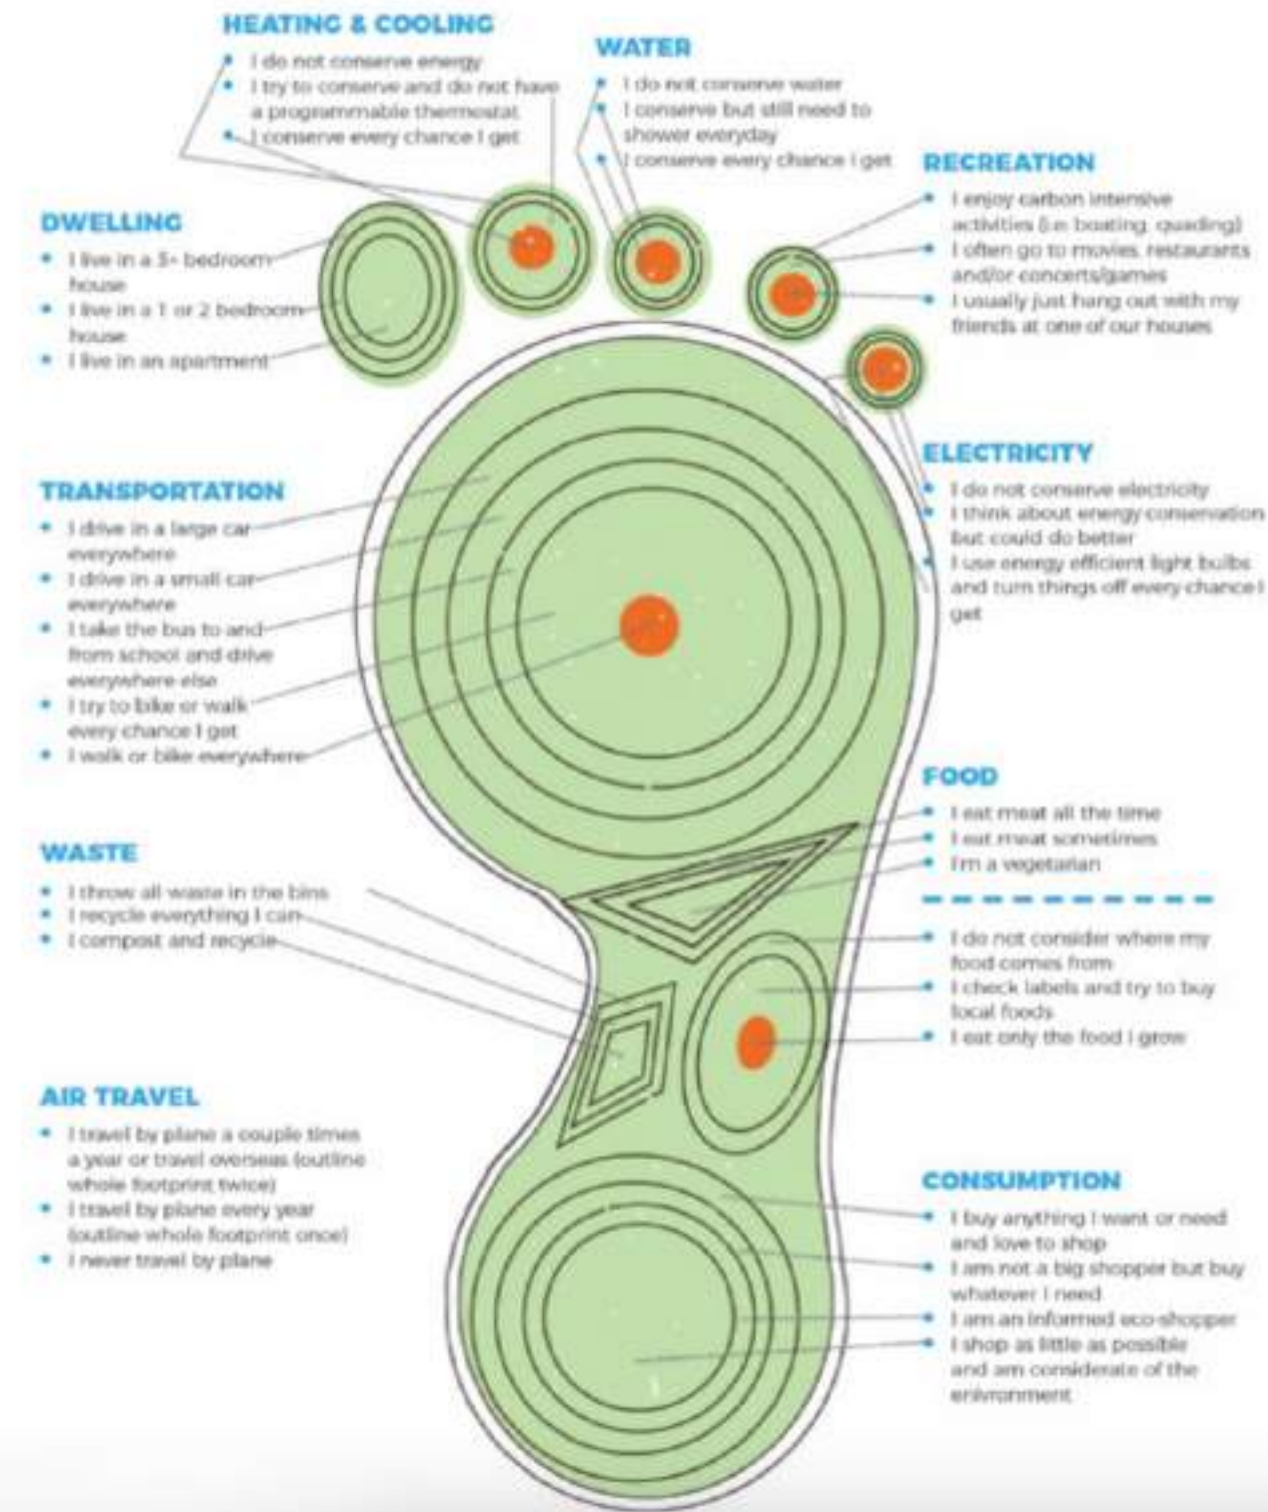 HEATING & COOLING
• I do not conserve energy
• I try to conserve and do not have
a programmable thermostat
• I conserve every chance I get
WATER
• I do not conserve water
• I conserve but still need to
shower everyday
• I conserve every chance I get
RECREATION
• I enjoy carbon intensive
activities (i.e boating, quading)
• I often go to movies, restaurants
and/or concerts/games
• I usually just hang out with my
friends at one of our houses
DWELLING
• I live in a 3+ bedroom
house
• I live in a 1 or 2 bedroom
house
• I live in an apartment
ELECTRICITY
• I do not conserve electricity
• I think about energy conservation
but could do better
• I use energy efficient light bulbs
and turn things off every chance I
get
TRANSPORTATION
• I drive in a large car
everywhere
• I drive in a small car
everywhere
• I take the bus to and
from school and drive
everywhere else
• I try to bike or walk
every chance I get
• I walk or bike everywhere
FOOD
• I eat meat all the time
• I eat meat sometimes
• I'm a vegetarian
• I do not consider where my
food comes from
• I check labels and try to buy
local foods
• I eat only the food I grow
WASTE
• I throw all waste in the bins
• I recycle everything I can
• I compost and recycle
AIR TRAVEL
• I travel by plane a couple times
a year or travel overseas (outline
whole footprint twice)
• I travel by plane every year
(outline whole footprint once)
• I never travel by plane
CONSUMPTION
• I buy anything I want or need
and love to shop
• I am not a big shopper but buy
whatever I need
• I am an informed eco-shopper
• I shop as little as possible
and am considerate of the
enivronment